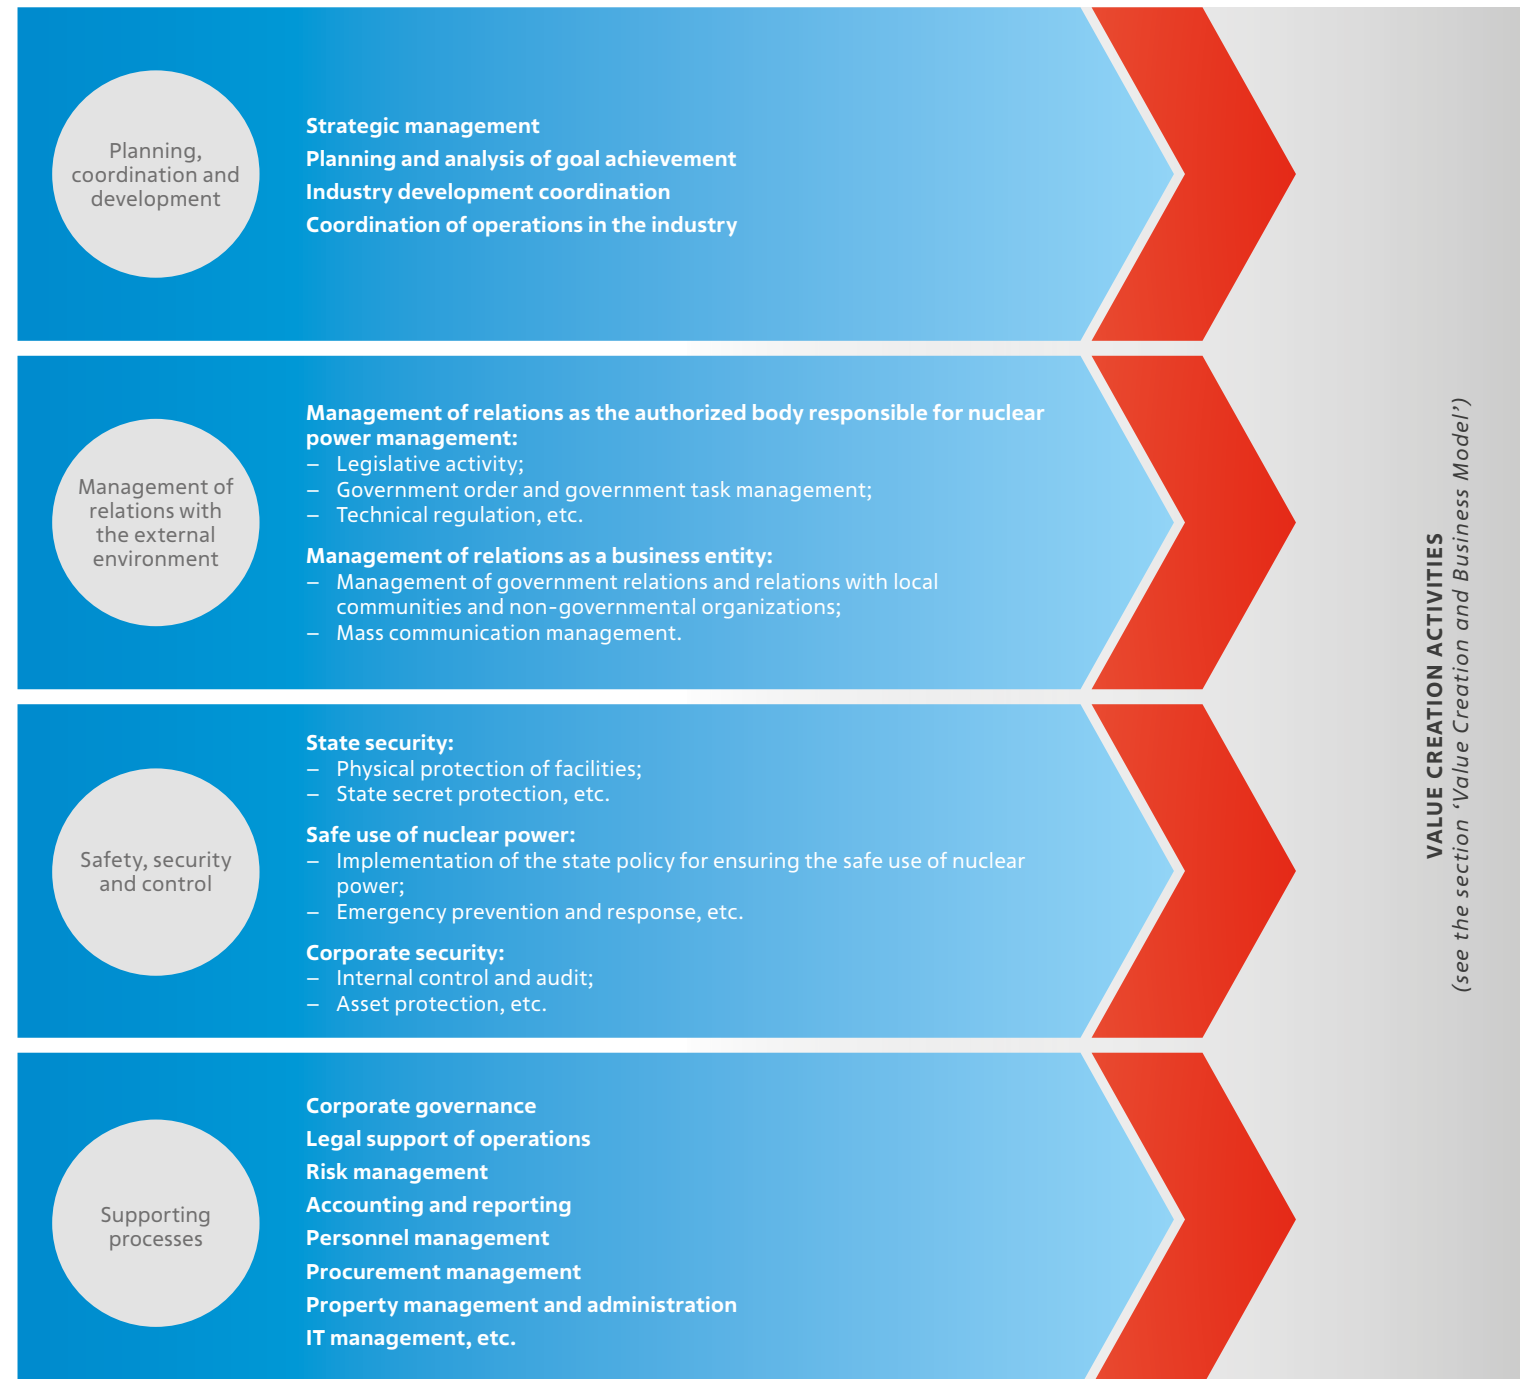 Planning,
coordination and
development
Strategic management
Planning and analysis of goal achievement
Industry development coordination
Coordination of operations in the industry
Management of
relations with
the external
environment
Management of relations as the authorized body responsible for nuclear
power management:
– Legislative activity;
– Government order and government task management;
– Technical regulation, etc.
Management of relations as a business entity:
– Management of government relations and relations with local
communities and non-governmental organizations;
– Mass communication management.
Safety, security
and control
State security:
– Physical protection of facilities;
– State secret protection, etc.
Safe use of nuclear power:
– Implementation of the state policy for ensuring the safe use of nuclear
power;
– Emergency prevention and response, etc.
Corporate security:
– Internal control and audit;
– Asset protection, etc.
Supporting
processes
Corporate governance
Legal support of operations
Risk management
Accounting and reporting
Personnel management
Procurement management
Property management and administration
IT management, etc.
VALUE CREATION ACTIVITIES
(see the section ‘Value Creation and Business Model’)